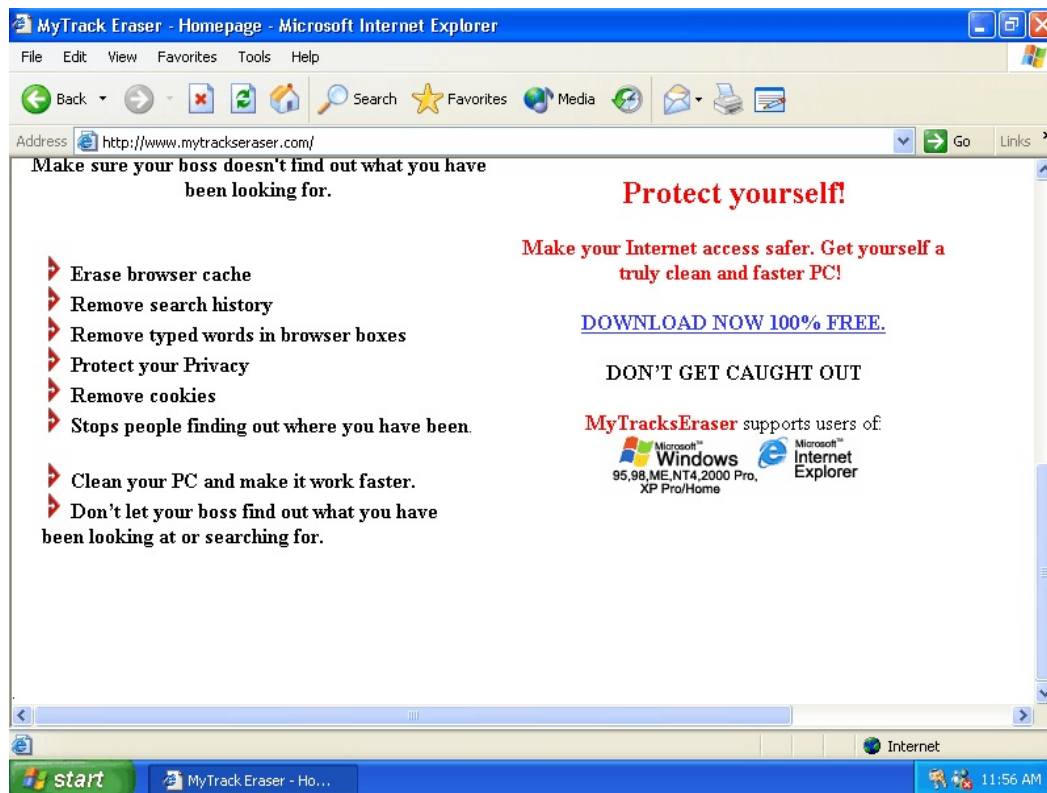 MyTrack Eraser - Homepage - Microsoft Internet Explorer
File Edit View Favorites Tools Help
Back Search Favorites Media
Address http://www.mytrackseraser.com/ Go Links
Make sure your boss doesn't find out what you have
been looking for.
Erase browser cache
Remove search history
Remove typed words in browser boxes
Protect your Privacy
Remove cookies
Stops people finding out where you have been.
Clean your PC and make it work faster.
Don't let your boss find out what you have
been looking at or searching for.
Protect yourself!
Make your Internet access safer. Get yourself a
truly clean and faster PC!
DOWNLOAD NOW 100% FREE.
DON'T GET CAUGHT OUT
MyTracksEraser supports users of:
Microsoft™
Windows
95,98,ME,NT4,2000 Pro,
XP Pro/Home
Microsoft™
Internet
Explorer
.
Internet
start MyTrack Eraser - Ho... 11:56 AM